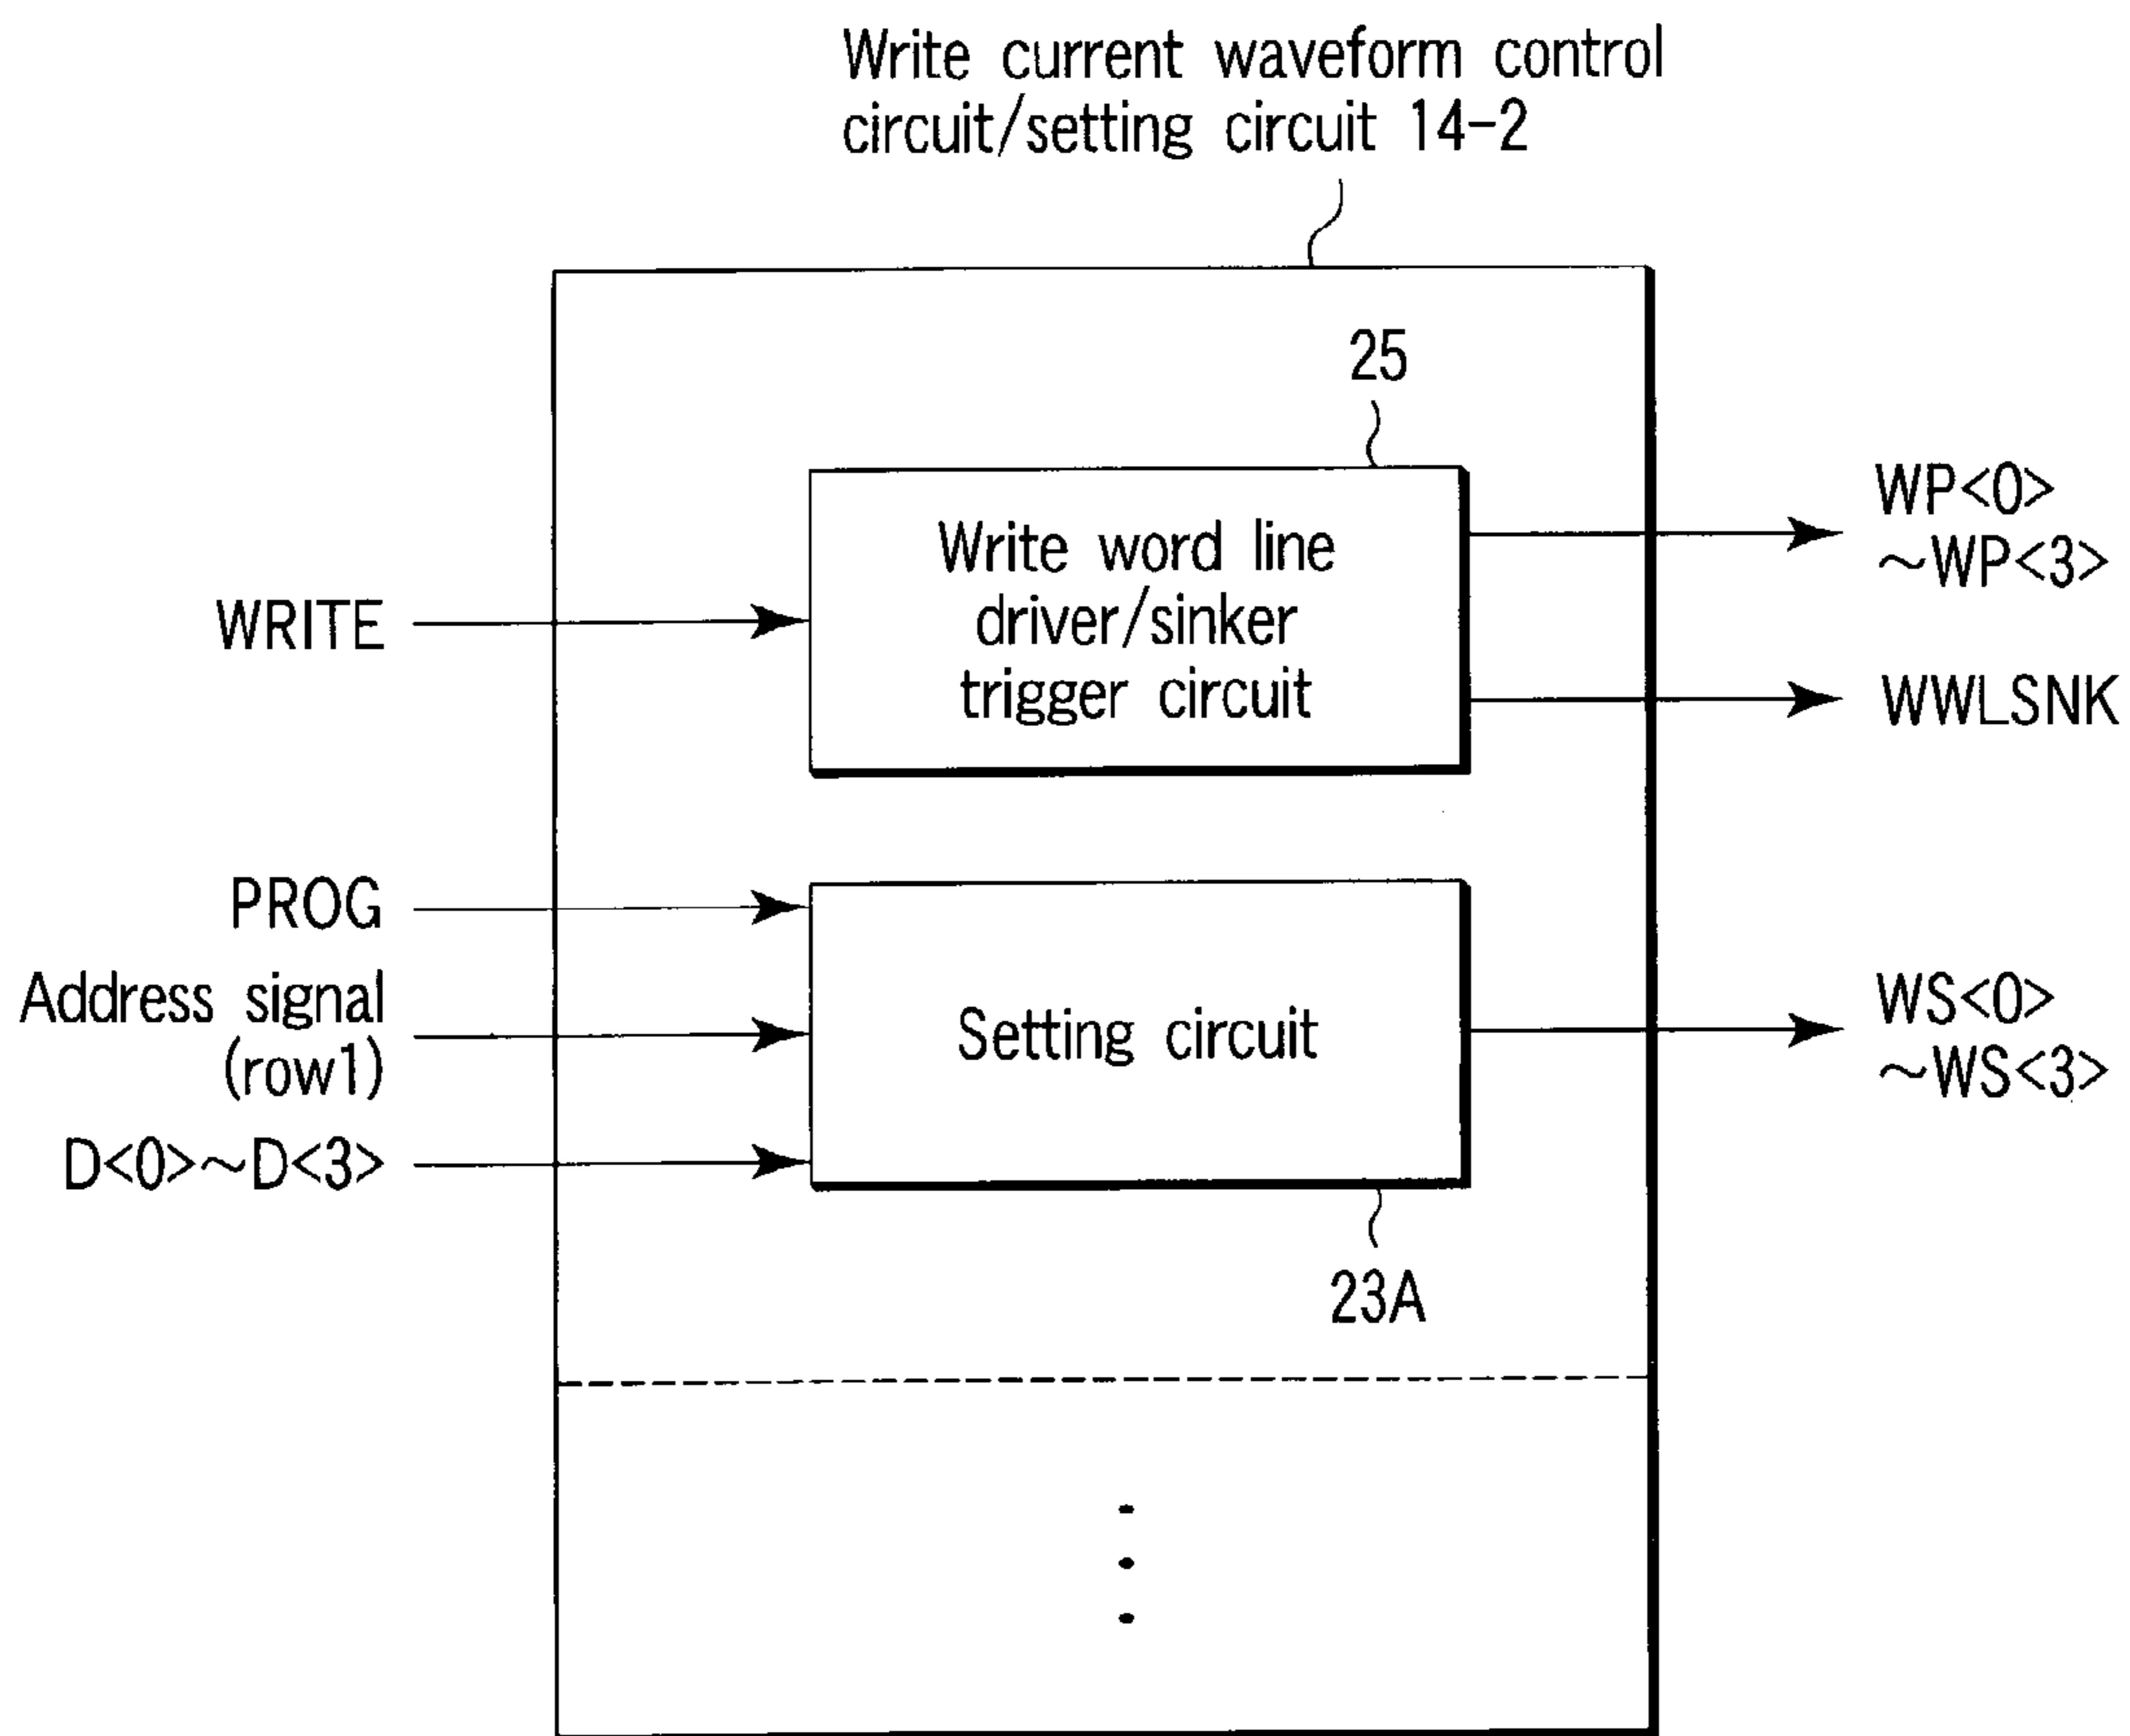 Write current waveform control
circuit/setting circuit 14-2
25
Write word line
driver/sinker
trigger circuit
WRITE
WP<0>
~WP<3>
WWLSNK
PROG
Address signal
(row1)
D<0>~D<3>
Setting circuit
WS<0>
~WS<3>
23A